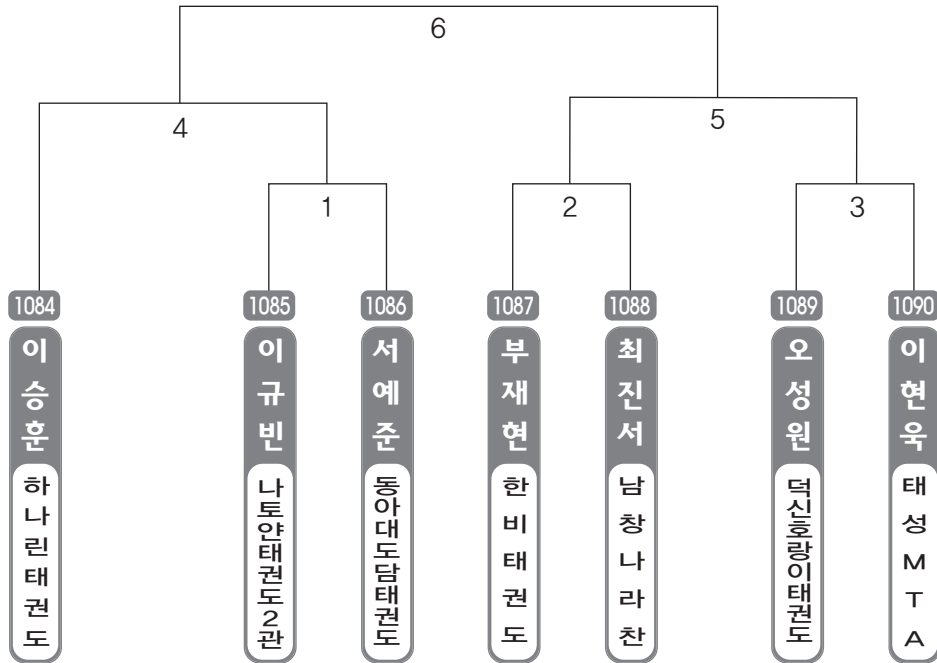 6
4
5
1
2
3
1084
1085
1086
1087
1088
1089
1090
이승훈
이규빈
서예준
부재현
최진서
오성원
이현욱
하나린태권도
나토얀태권도2관
동아대도담태권도
한비태권도
남창나라찬
덕신호랑이태권도
태성MTA